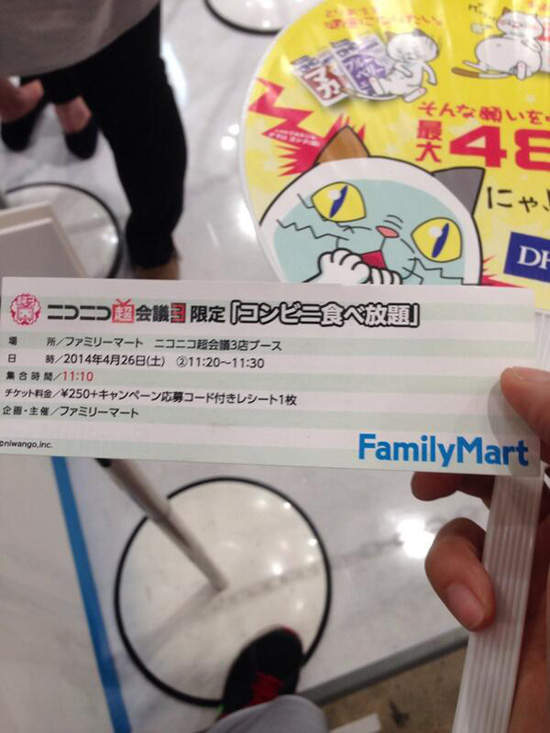 そんな願いを
最大48
にゃ
DH
ニコニコ超会議3 限定「コンビニ食べ放題」
場 所/ファミリーマート ニコニコ超会議3店ブース
日 時/2014年4月26日(土) ②11:20～11:30
集合時間/11:10
チケット料金/¥250+キャンペーン応募コード付きレシート1枚
企画・主催/ファミリーマート
©niwango,inc.
FamilyMart